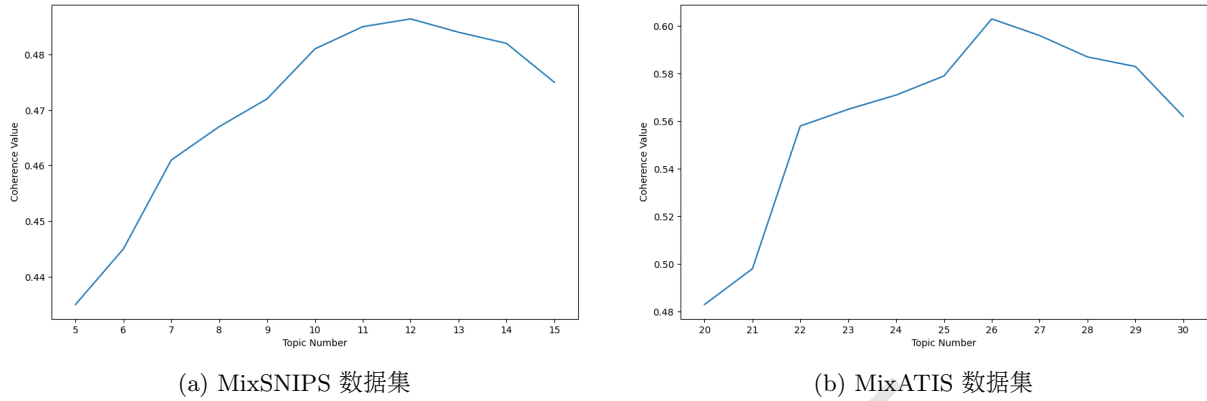 0.48
0.47
0.46
0.45
0.44
Coherence Value
5 6 7 8 9 10 11 12 13 14 15
Topic Number
(a) MixSNIPS 数据集
0.60
0.58
0.56
0.54
0.52
0.50
0.48
Coherence Value
20 21 22 23 24 25 26 27 28 29 30
Topic Number
(b) MixATIS 数据集